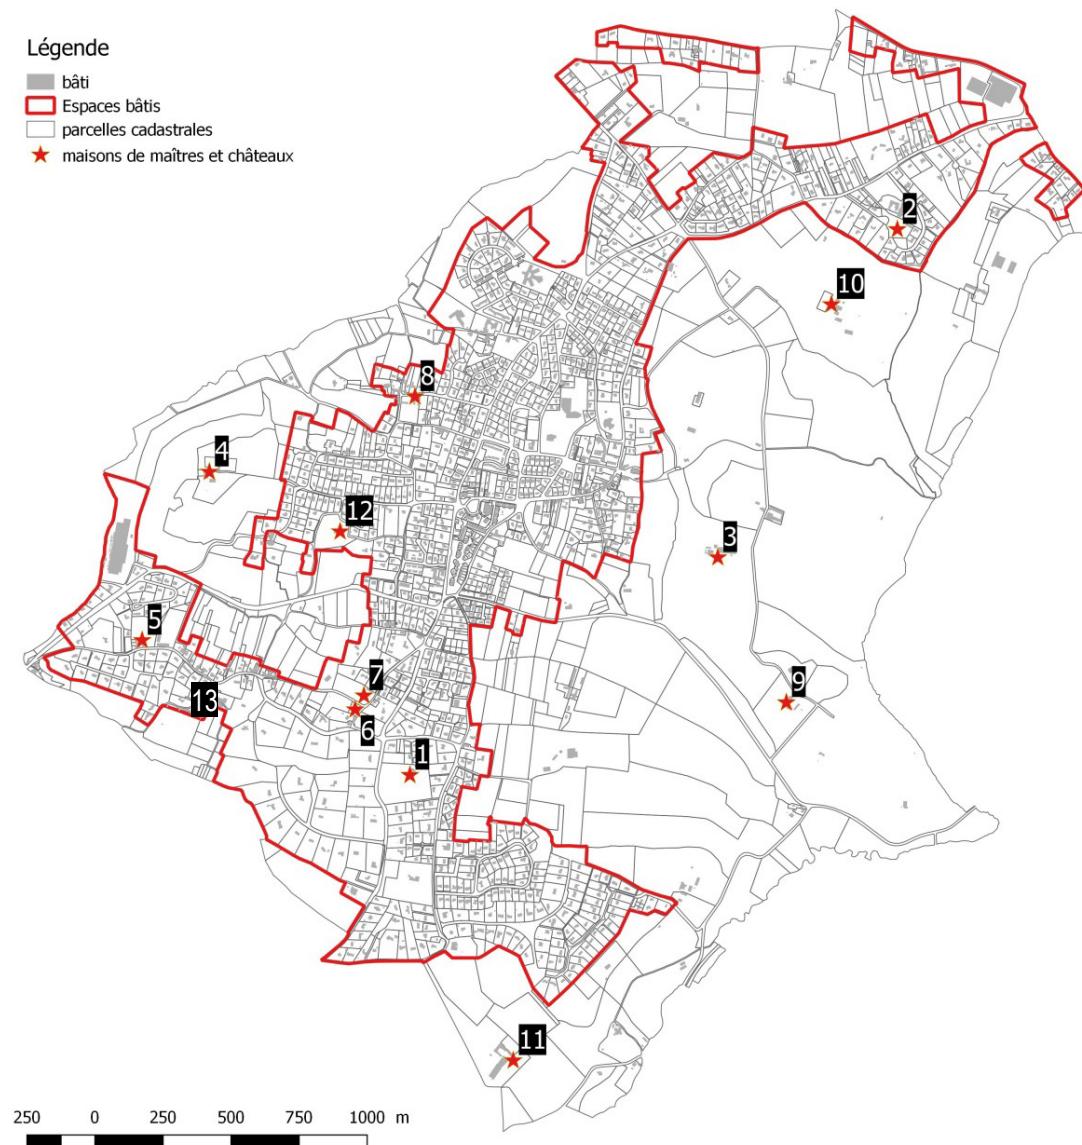 Légende
bâti
Espaces bâtis
parcelles cadastrales
maisons de maîtres et châteaux
2
10
8
4
12
3
5
7
13
9
6
1
11
250 0 250 500 750 1000 m